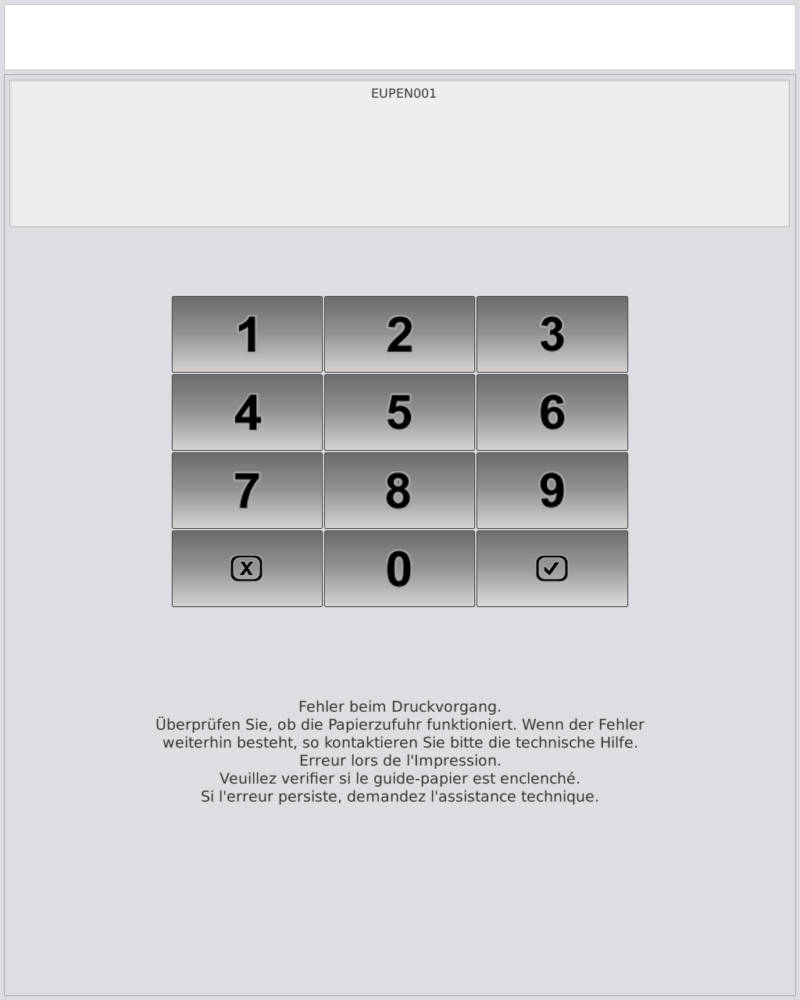 EUPEN001
1 2 3
4 5 6
7 8 9
X 0
Fehler beim Druckvorgang.
Überprüfen Sie, ob die Papierzufuhr funktioniert. Wenn der Fehler
weiterhin besteht, so kontaktieren Sie bitte die technische Hilfe.
Erreur lors de l'Impression.
Veuillez verifier si le guide-papier est enclenché.
Si l'erreur persiste, demandez l'assistance technique.